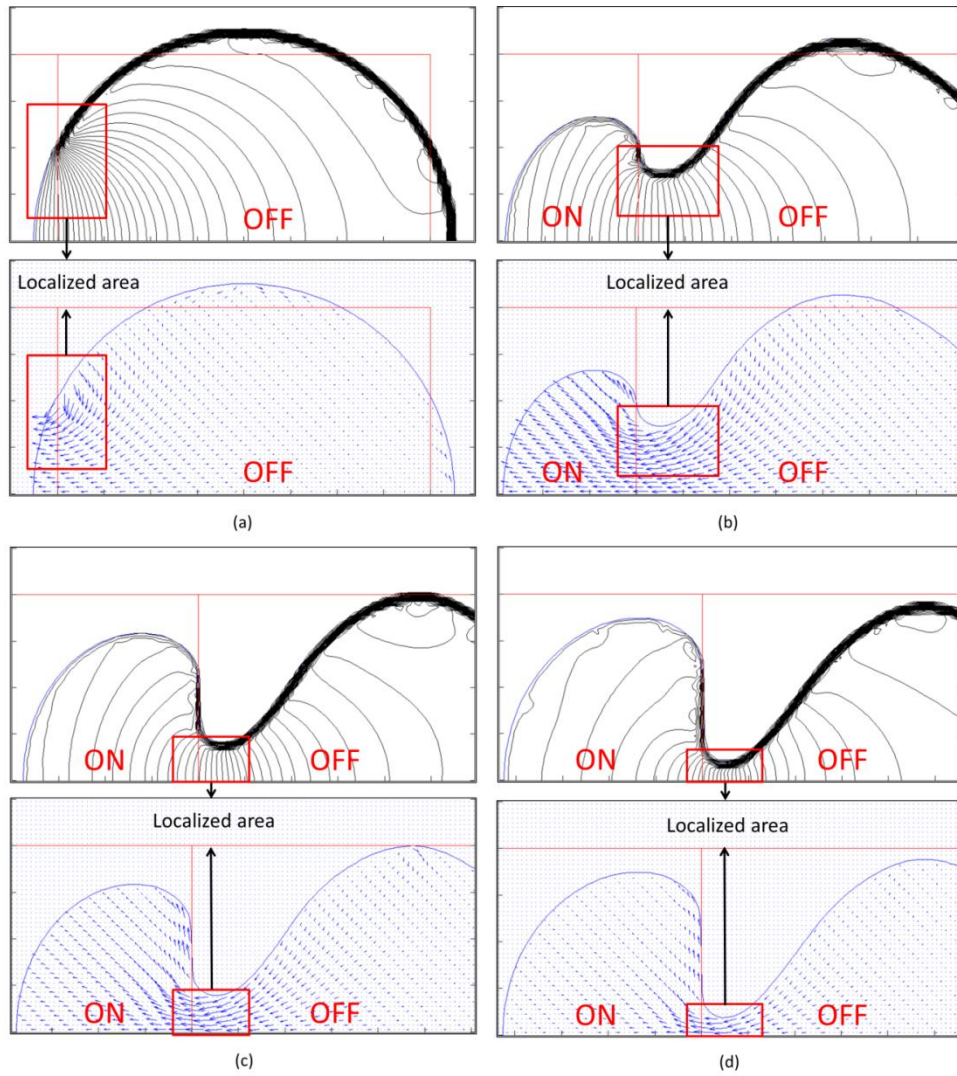 OFF
ON OFF
Localized area
Localized area
OFF
ON OFF
(a)
(b)
ON OFF
ON OFF
Localized area
Localized area
ON OFF
ON OFF
(c)
(d)